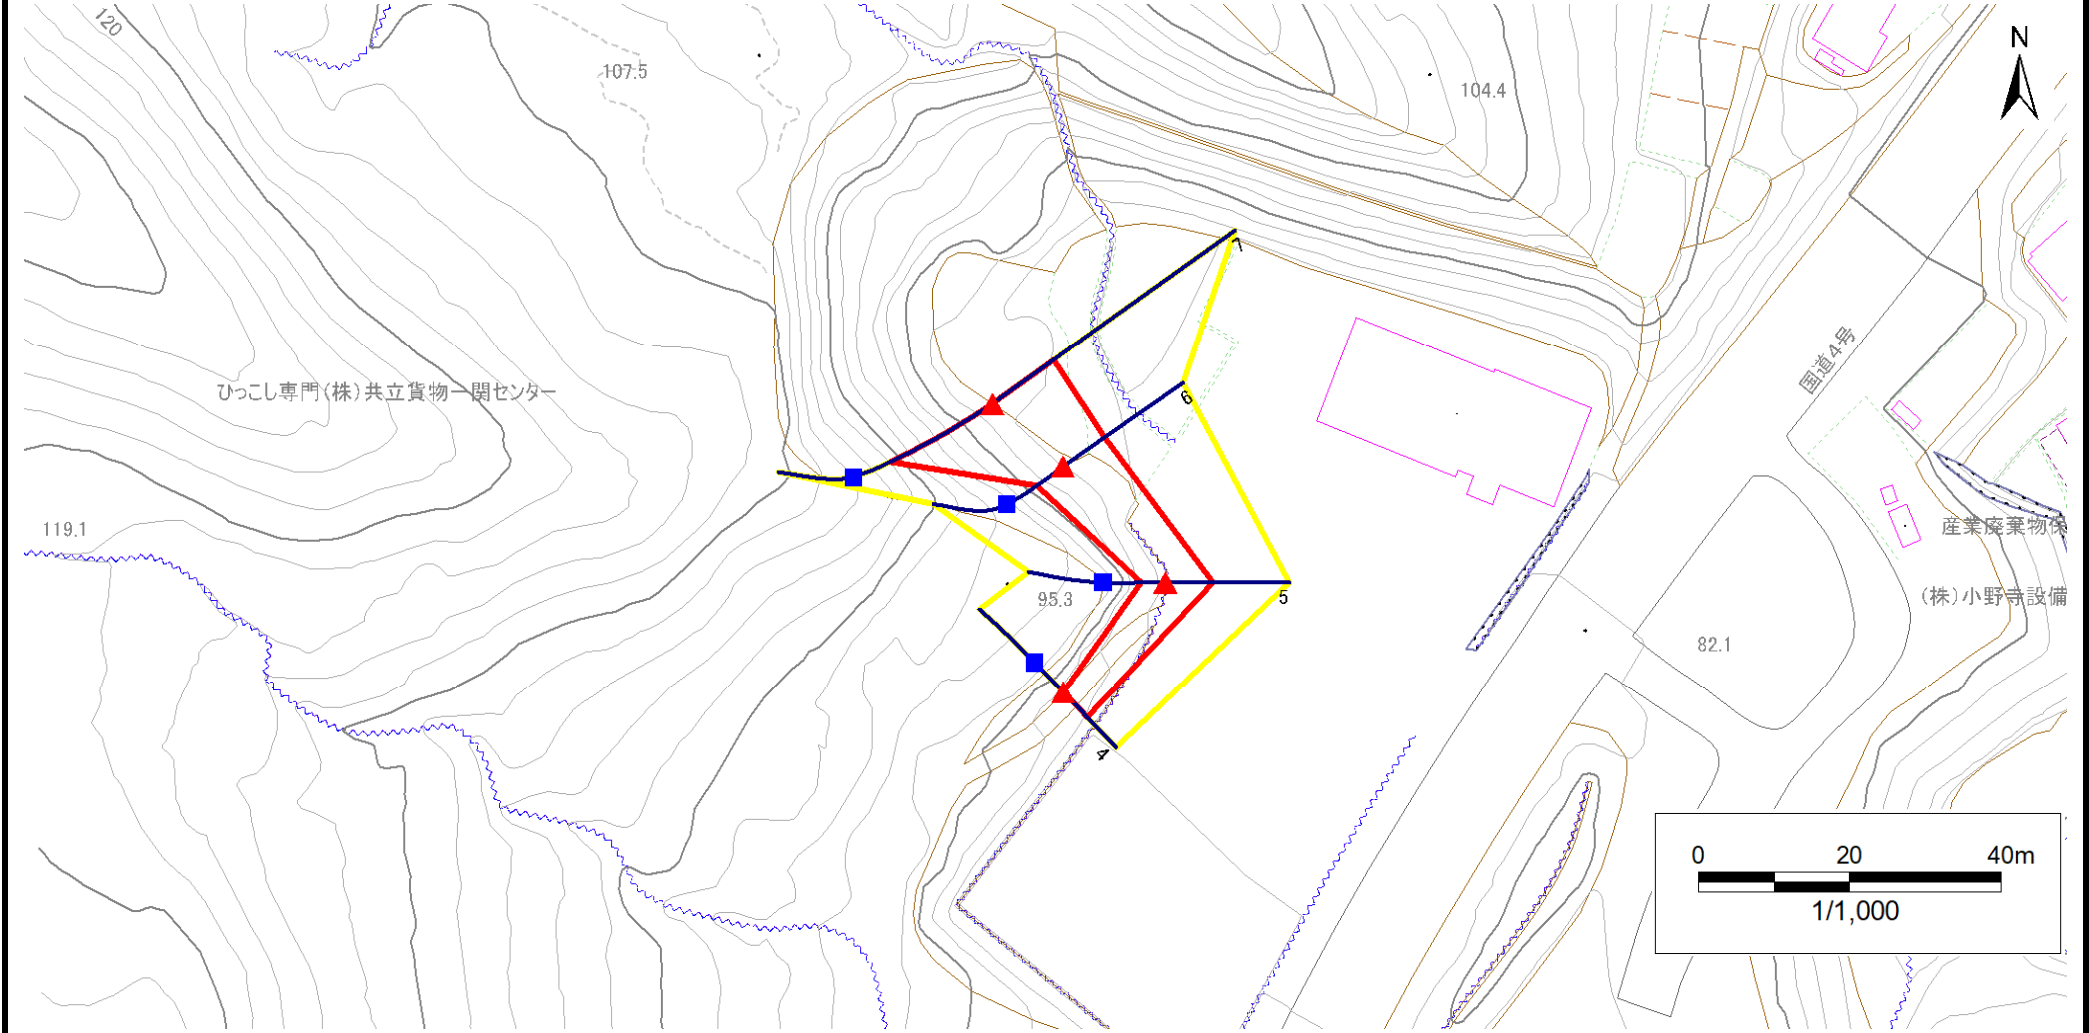 120
107.5
104.4
N
7
国道4号
ひっこし専門(株)共立貨物一関センター
6
119.1
産業廃棄物保
95.3
5
(株)小野寺設備
82.1
4
0 20 40m
1/1,000